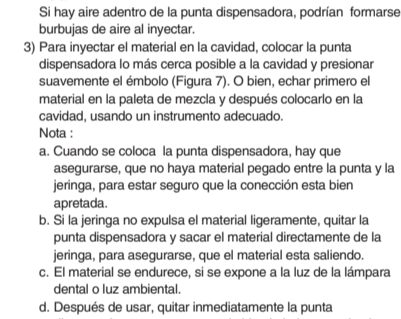 Si hay aire adentro de la punta dispensadora, podrían formarse
burbujas de aire al inyectar.
3) Para inyectar el material en la cavidad, colocar la punta
dispensadora lo más cerca posible a la cavidad y presionar
suavemente el émbolo (Figura 7). O bien, echar primero el
material en la paleta de mezcla y después colocarlo en la
cavidad, usando un instrumento adecuado.
Nota :
a. Cuando se coloca la punta dispensadora, hay que
asegurarse, que no haya material pegado entre la punta y la
jeringa, para estar seguro que la conección esta bien
apretada.
b. Si la jeringa no expulsa el material ligeramente, quitar la
punta dispensadora y sacar el material directamente de la
jeringa, para asegurarse, que el material esta saliendo.
c. El material se endurece, si se expone a la luz de la lámpara
dental o luz ambiental.
d. Después de usar, quitar inmediatamente la punta